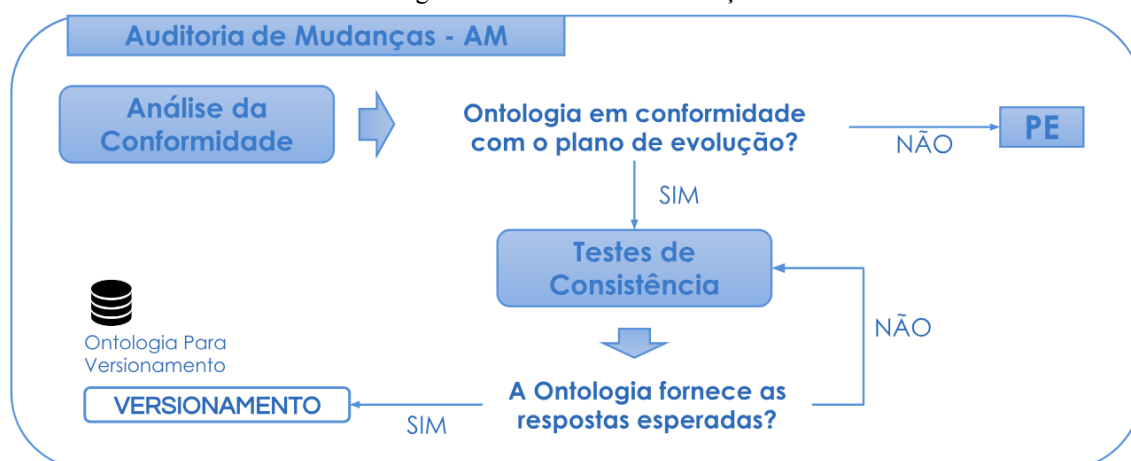 Auditoria de Mudanças - AM
Análise da
Conformidade
Ontologia em conformidade
com o plano de evolução?
NÃO
PE
SIM
Testes de
Consistência
NÃO
A Ontologia fornece as
respostas esperadas?
SIM
Ontologia Para
Versionamento
VERSIONAMENTO